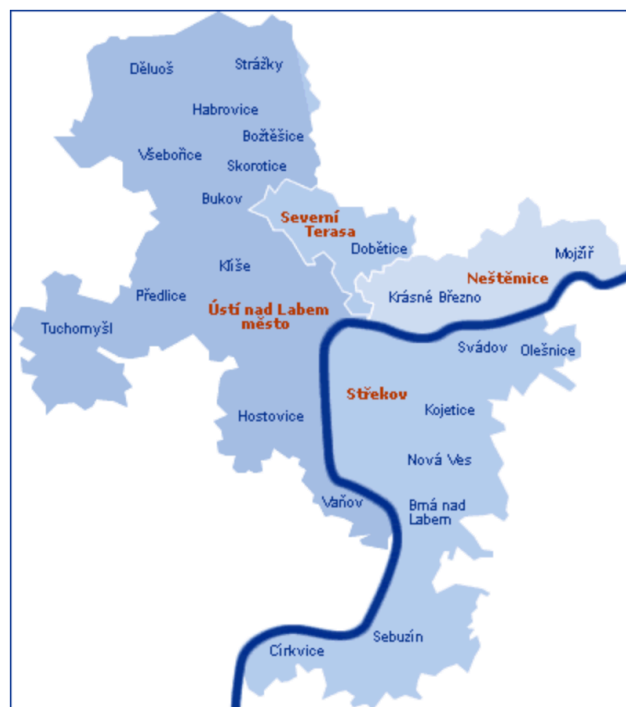 Děluoš
Strážky
Habrovice
Božtěšice
Všebořice
Skorotice
Bukov
Severní
Terasa
Dobětice
Mojžíř
Klíše
Neštěmice
Předlice
Krásné Březno
Ústí nad Labem
město
Tuchomyšl
Svádov
Olešnice
Střekov
Kojetice
Hostovice
Nová Ves
Vaňov
Brná nad
Labem
Sebuzín
Církvice